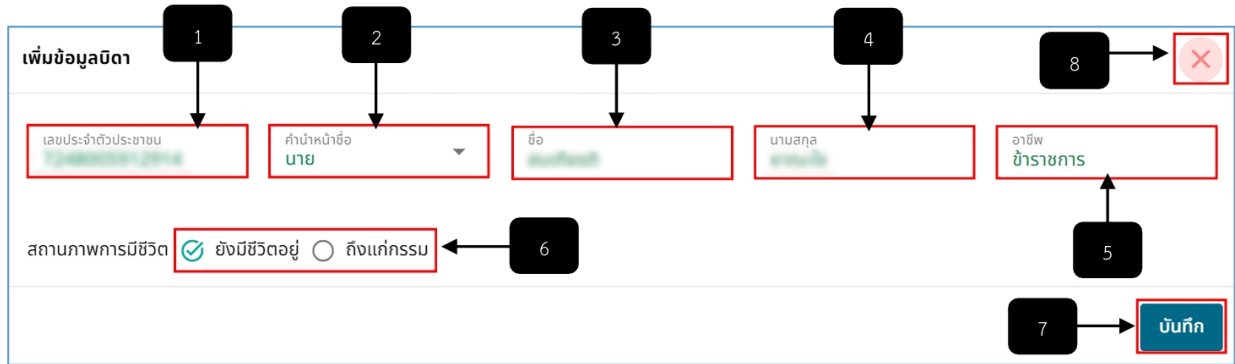 1 2 3 4
เพิ่มข้อมูลบิดา 8
เลขประจำตัวประชาชน คำนำหน้าชื่อ ชื่อ นามสกุล อาชีพ
นาย ข้าราชการ
สถานภาพการมีชีวิต ยังมีชีวิตอยู่ ถึงแก่กรรม 6 5
7 บันทึก